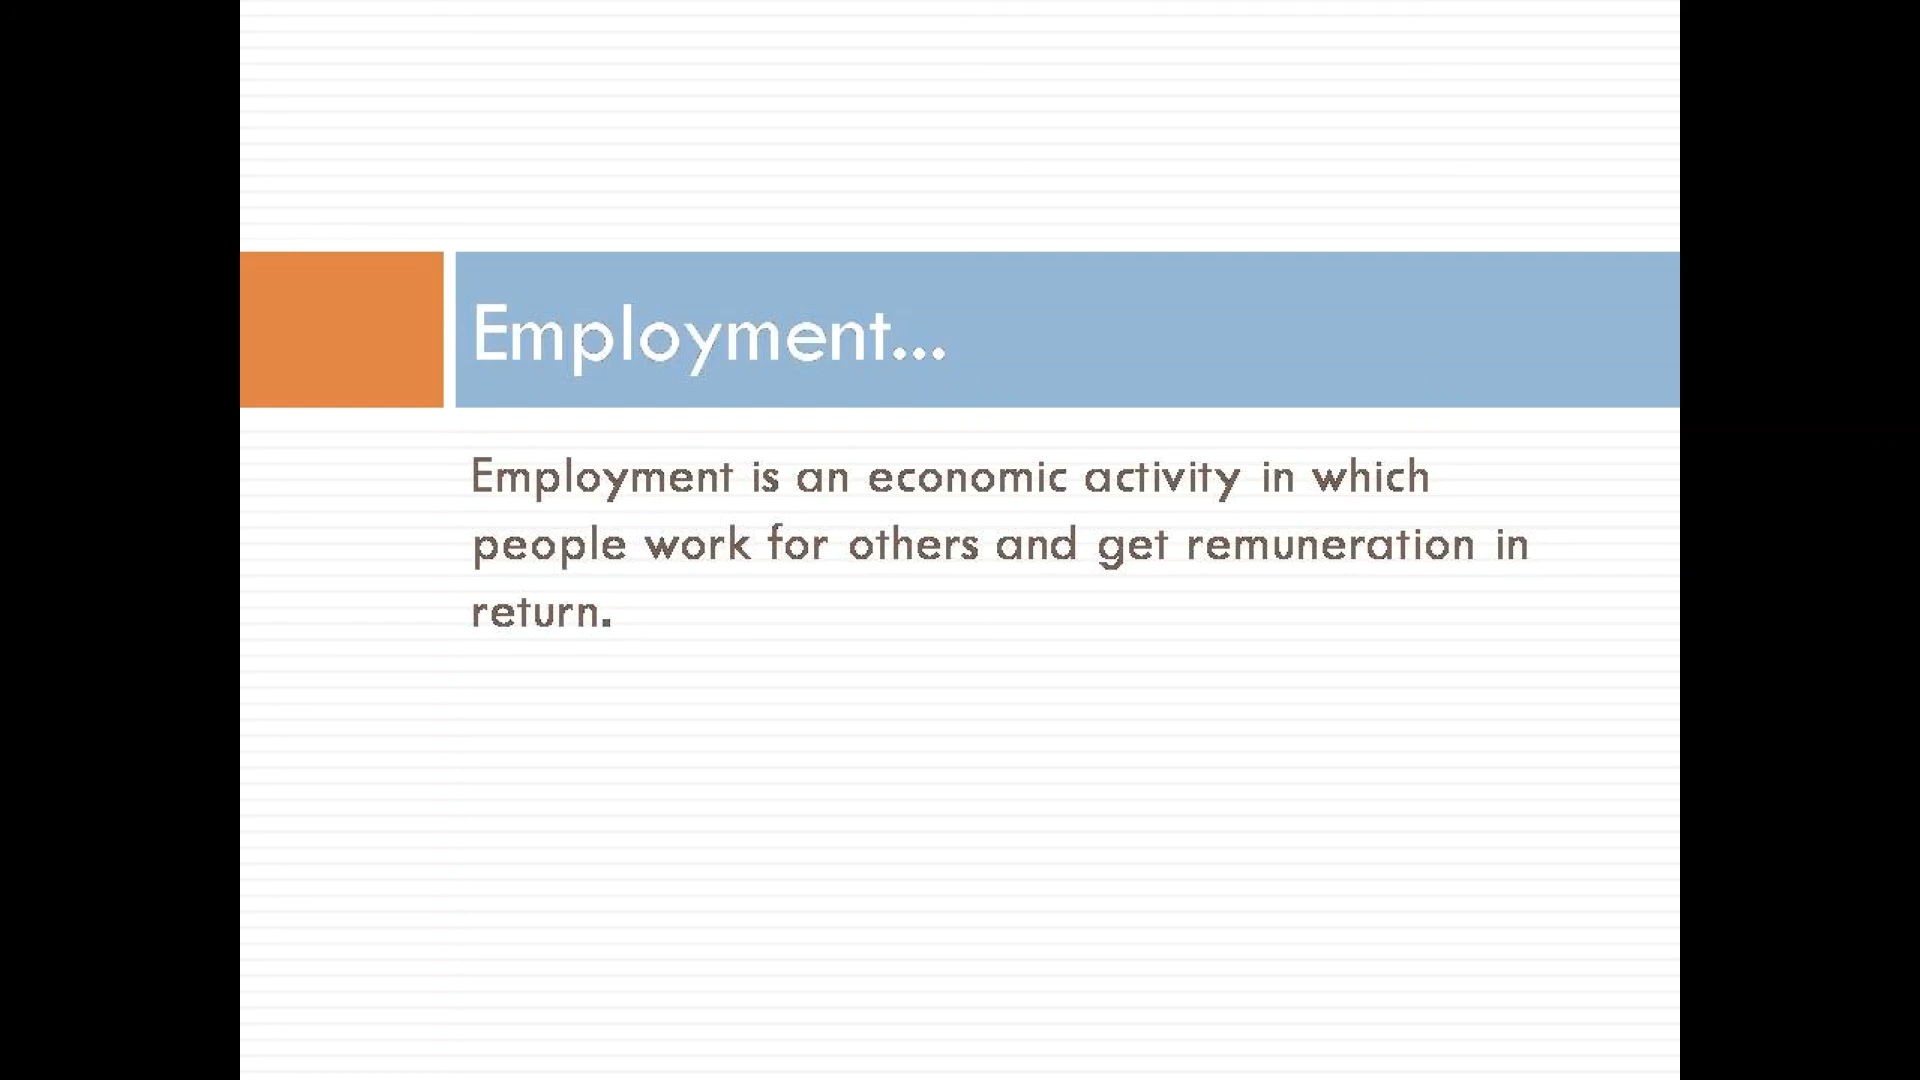 Employment...
Employment is an economic activity in which
people work for others and get remuneration in
return.